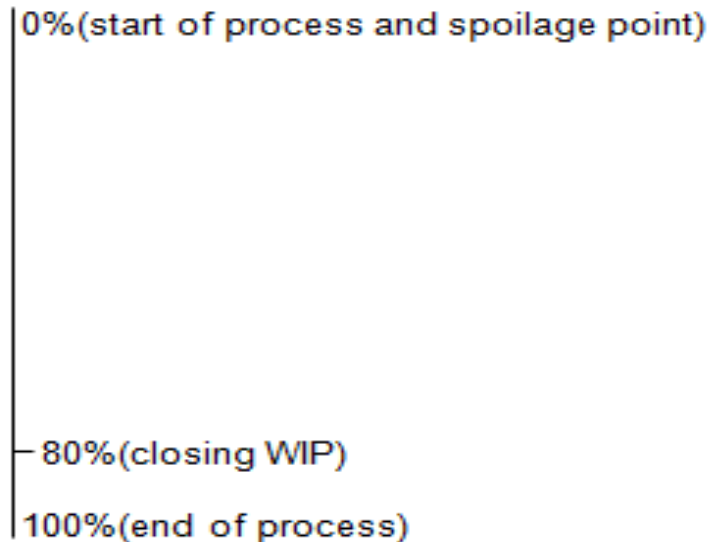 0%(start of process and spoilage point)
80%(closing WIP)
100%(end of process)